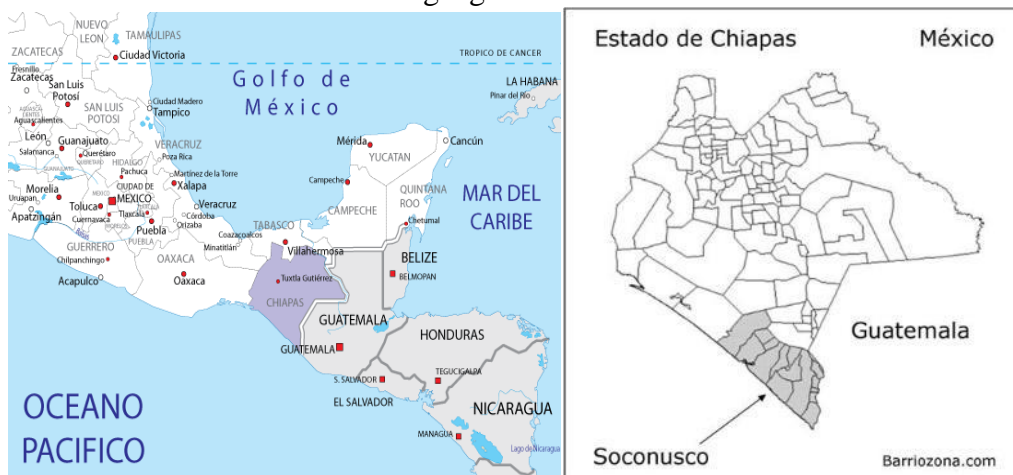 NUEVO
LEON
TAMAULIPAS
ZACATECAS
Ciudad Victoria
Fresnillo
Zacatecas
TROPICO DE CANCER
San Luis
Potosí
SAN LUIS
POTOSI
Golfo de
México
LA HABANA
Pinar del Rio
Ciudad Madero
Tampico
Aguascalientes
León
Guanajuato
Salamanca
Querétaro
HIDALGO
Pachuca
VERACRUZ
Poza Rica
Mérida
Cancún
YUCATAN
Morelia
Uruapan
Apatzingán
Toluca
CIUDAD DE
MEXICO
MEXICO
Martínez de la Torre
Xalapa
Campeche
QUINTANA
ROO
MAR DEL
CARIBE
Cuernavaca
Tlaxcala
Puebla
PUEBLA
Veracruz
Córdoba
Orizaba
TABASCO
CAMPECHE
Chetumal
Coazacoalcos
Minatitlán
Villahermosa
GUERRERO
Chilpanchingo
Acapulco
OAXACA
Oaxaca
BELIZE
BELMOPAN
Tuxtla Gutiérrez
CHIAPAS
GUATEMALA
GUATEMALA
HONDURAS
TEGUCIGALPA
S. SALVADOR
EL SALVADOR
OCEANO
PACIFICO
NICARAGUA
MANAGUA
Lago de Nicaragua
Estado de Chiapas
México
Guatemala
Soconusco
Barriozona.com